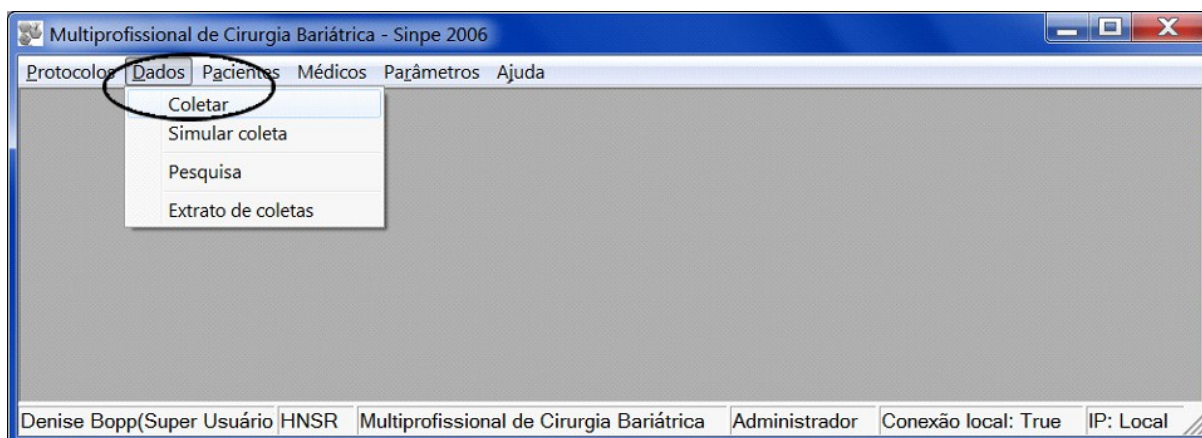 Multiprofissional de Cirurgia Bariátrica - Sinpe 2006
Protocolos Dados Pacientes Médicos Parâmetros Ajuda
Coletar
Simular coleta
Pesquisa
Extrato de coletas
Denise Bopp(Super Usuário HNSR Multiprofissional de Cirurgia Bariátrica Administrador Conexão local: True IP: Local